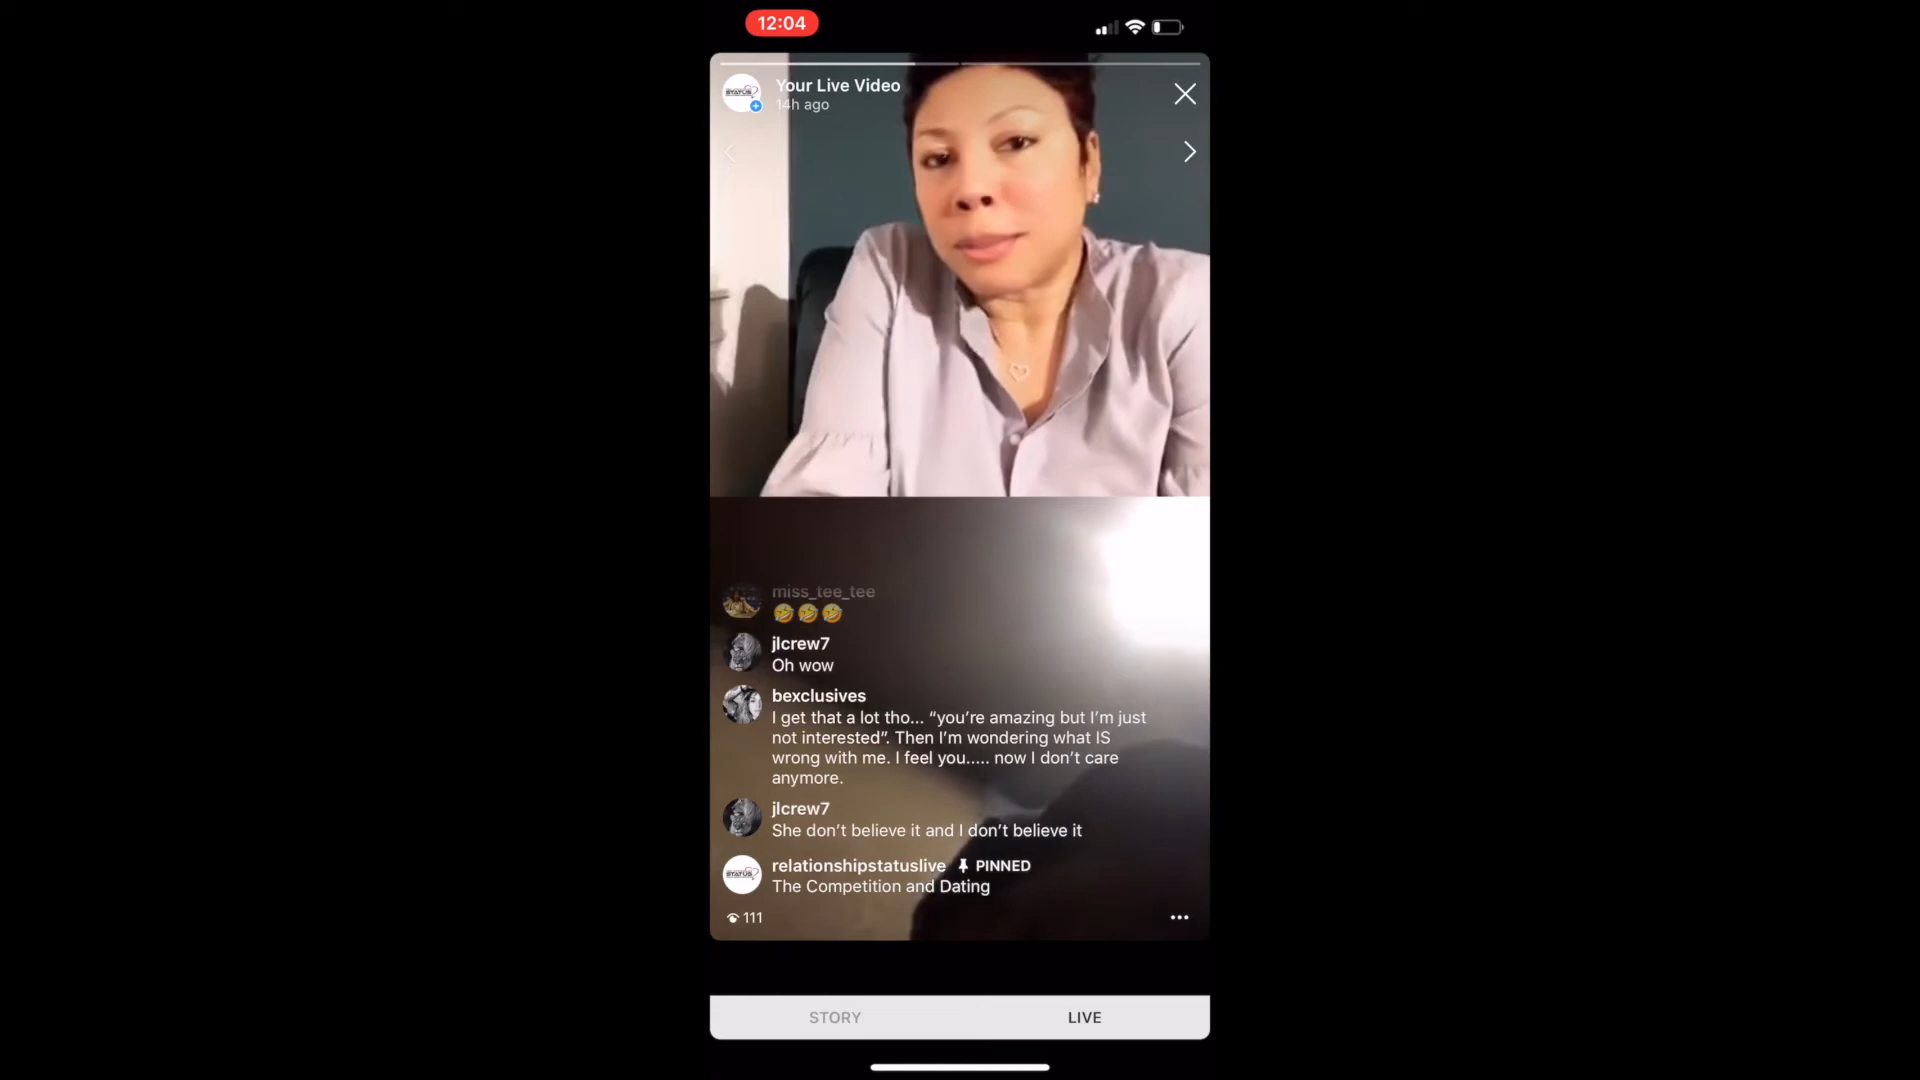 12:04
STATUS
Your Live Video
14h ago
miss_tee_tee
🤣🤣🤣
jlcrew7
Oh wow
bexclusives
I get that a lot tho... “you’re amazing but I’m just
not interested”. Then I’m wondering what IS
wrong with me. I feel you..... now I don’t care
anymore.
jlcrew7
She don’t believe it and I don’t believe it
STATUS
relationshipstatuslive PINNED
The Competition and Dating
111
STORY
LIVE